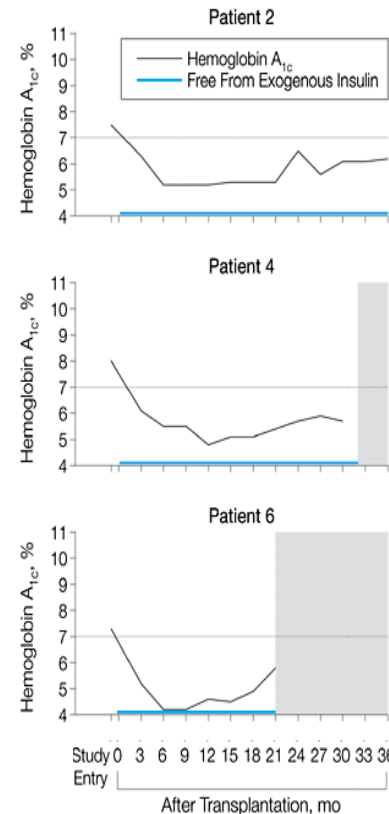 Patient 2
Hemoglobin A1c, %
11
10
9
8
7
6
5
4
Hemoglobin A1c
Free From Exogenous Insulin
Patient 4
Hemoglobin A1c, %
11
10
9
8
7
6
5
4
Patient 6
Hemoglobin A1c, %
11
10
9
8
7
6
5
4
Study 0 3 6 9 12 15 18 21 24 27 30 33 36
Entry
After Transplantation, mo